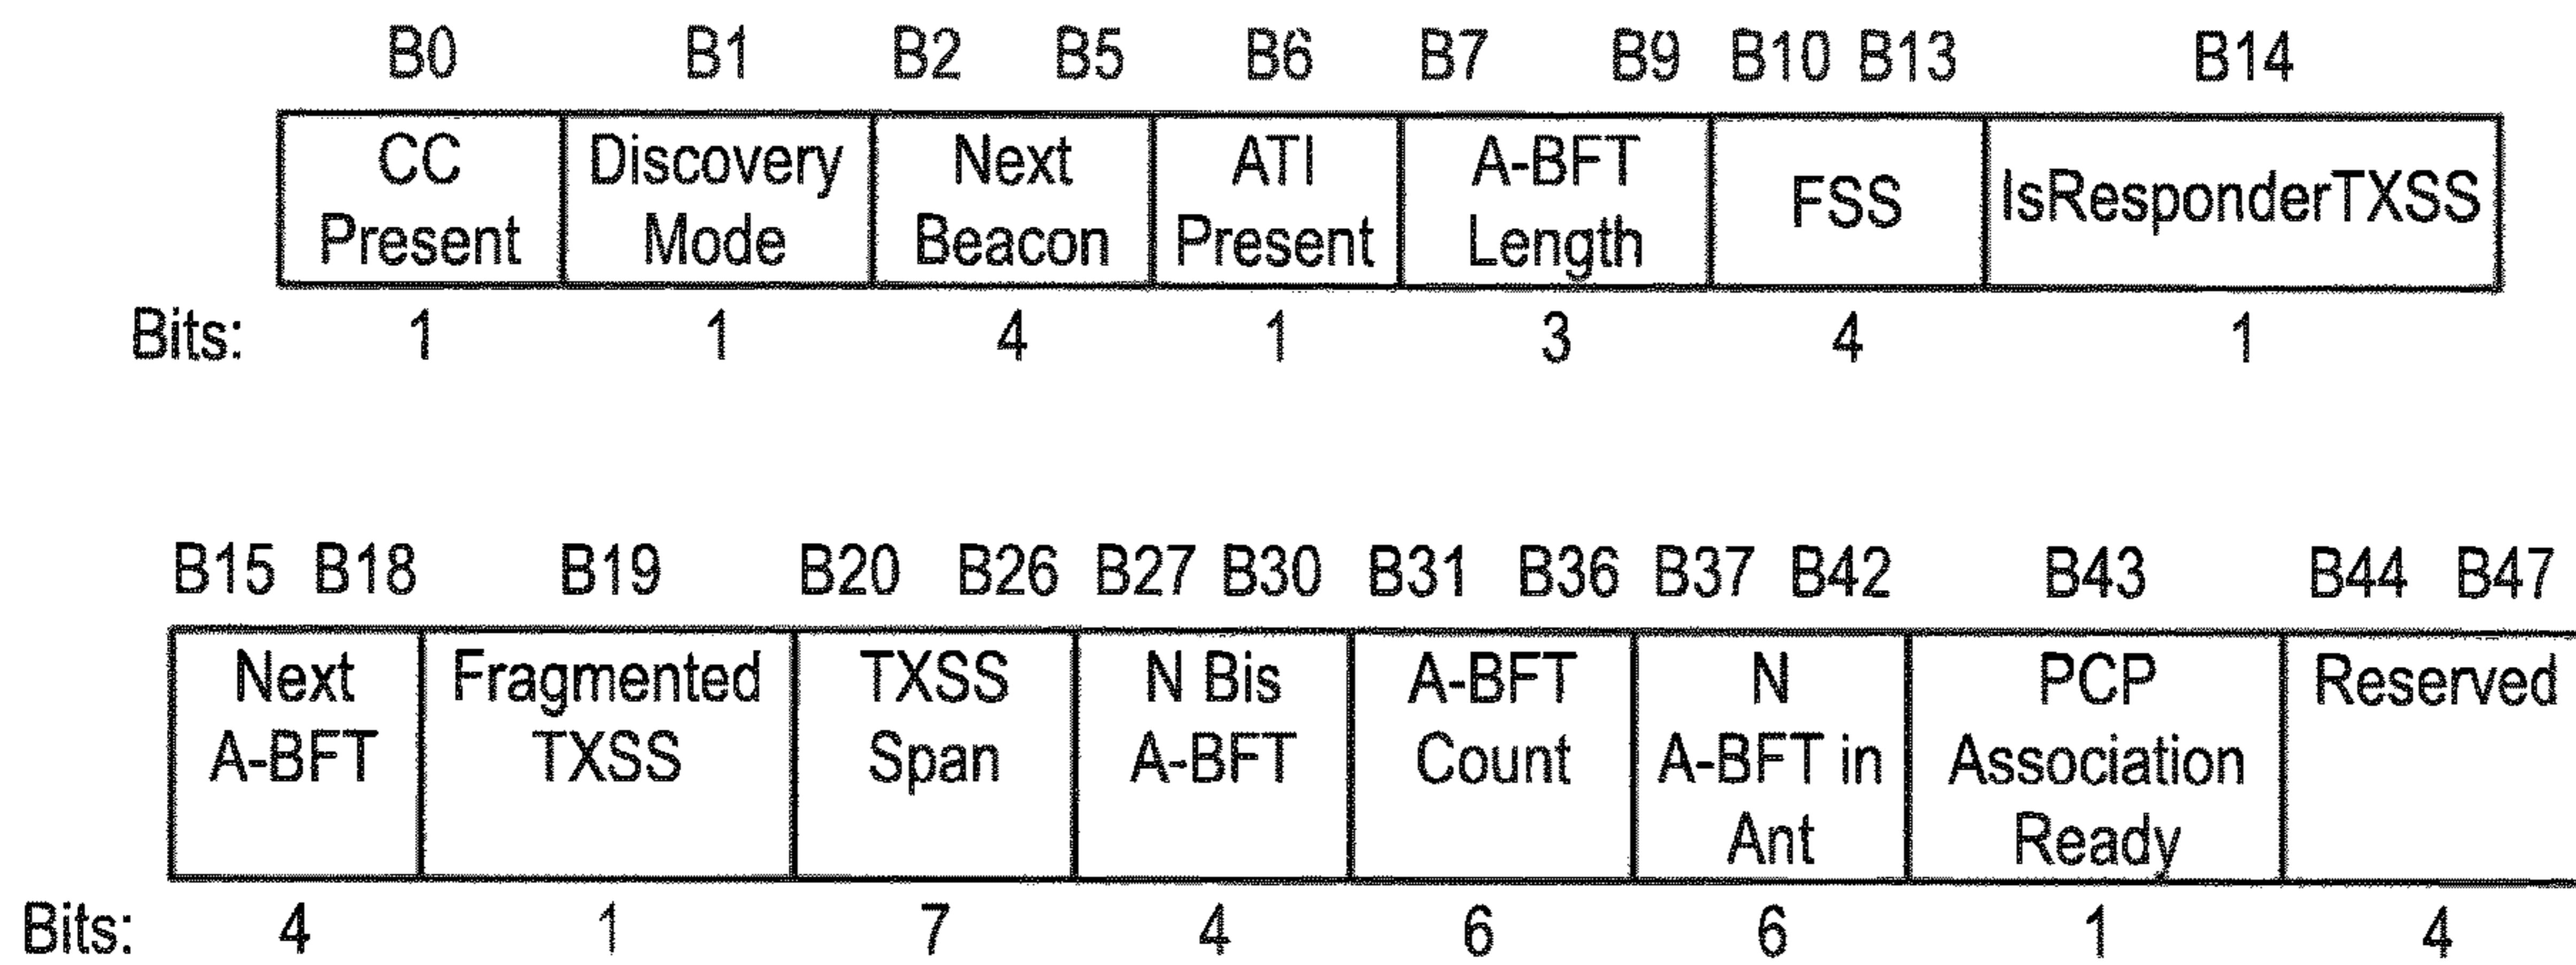 B0 B1 B2 B5 B6 B7 B9 B10 B13 B14
CC Discovery Next ATI A-BFT FSS IsResponderTXSS
Present Mode Beacon Present Length
Bits: 1 1 4 1 3 4 1
B15 B18 B19 B20 B26 B27 B30 B31 B36 B37 B42 B43 B44 B47
Next Fragmented TXSS N Bis A-BFT N PCP Reserved
A-BFT TXSS Span A-BFT Count A-BFT in Association
Ant Ready
Bits: 4 1 7 4 6 6 1 4